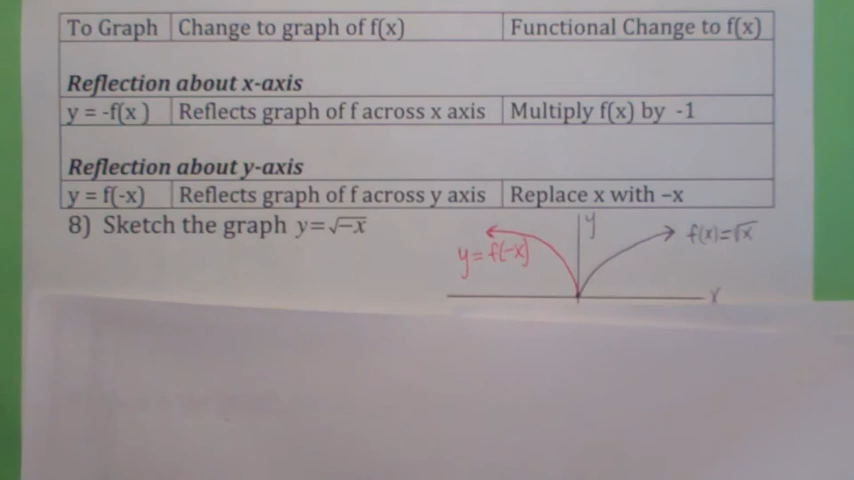 To Graph Change to graph of f(x) Functional Change to f(x)
Reflection about x-axis
y = -f(x ) Reflects graph of f across x axis Multiply f(x) by -1
Reflection about y-axis
y = f(-x) Reflects graph of f across y axis Replace x with –x
8) Sketch the graph y=√−x
y
f(x)=√x
y=f(-x)
x